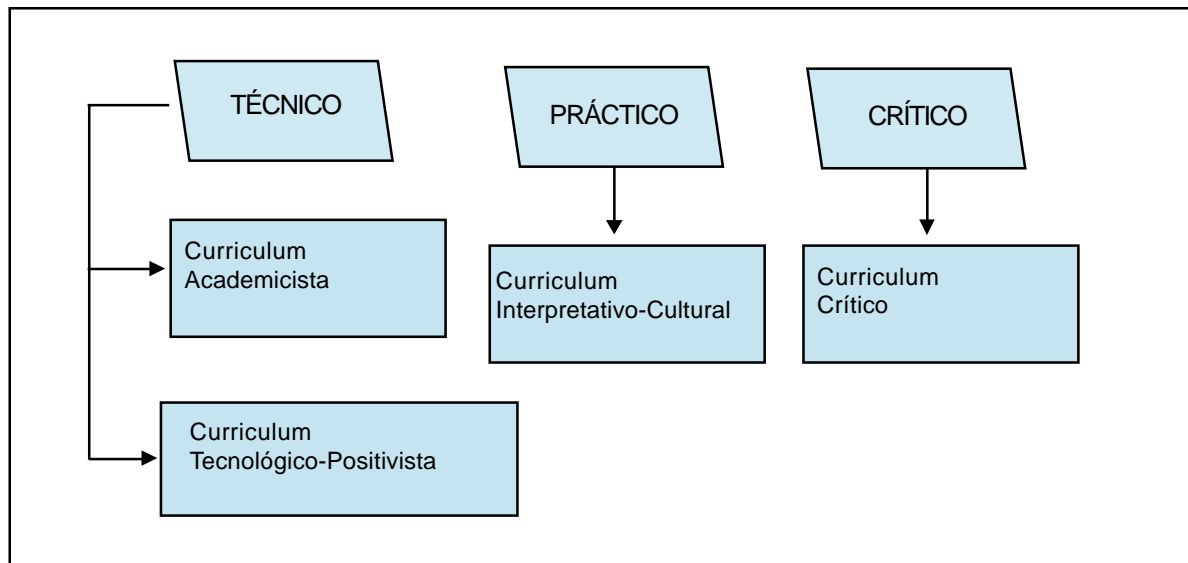 TÉCNICO
PRÁCTICO
CRÍTICO
Curriculum
Academicista
Curriculum
Interpretativo-Cultural
Curriculum
Crítico
Curriculum
Tecnológico-Positivista